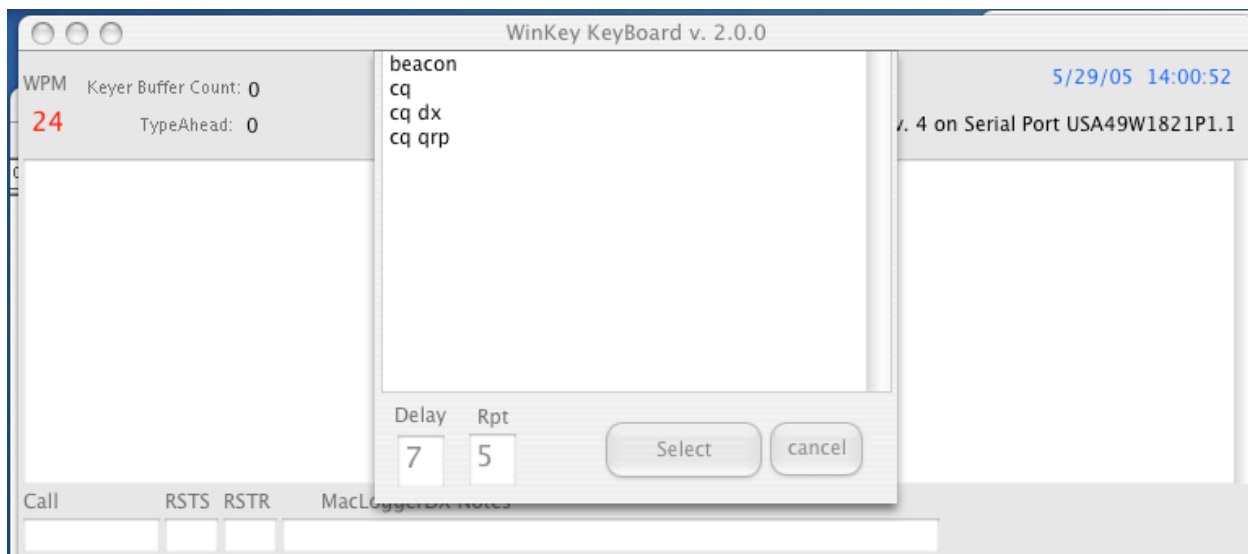 WinKey KeyBoard v. 2.0.0
WPM
Keyer Buffer Count: 0
24
TypeAhead: 0
beacon
cq
cq dx
cq qrp
5/29/05 14:00:52
v. 4 on Serial Port USA49W1821P1.1
Delay
Rpt
7
5
Select
cancel
Call
RSTS
RSTR
MacLoggerDX Notes